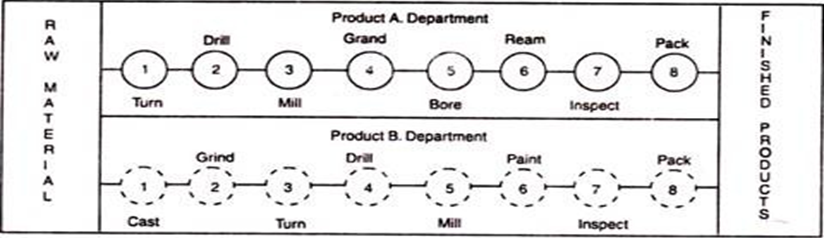 RAW MATERIAL
Product A. Department
Drill Grand Ream Pack
1 2 3 4 5 6 7 8
Turn Mill Bore Inspect
Product B. Department
Grind Drill Paint Pack
1 2 3 4 5 6 7 8
Cast Turn Mill Inspect
FINISHED PRODUCTS